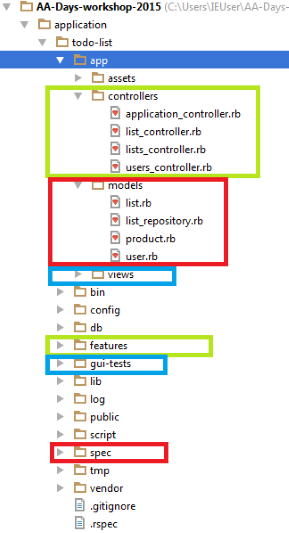 AA-Days-workshop-2015 (C:\Users\IEUser\AA-Days-
application
todo-list
app
assets
controllers
application_controller.rb
list_controller.rb
lists_controller.rb
users_controller.rb
models
list.rb
list_repository.rb
product.rb
user.rb
views
bin
config
db
features
gui-tests
lib
log
public
script
spec
tmp
vendor
.gitignore
.rspec